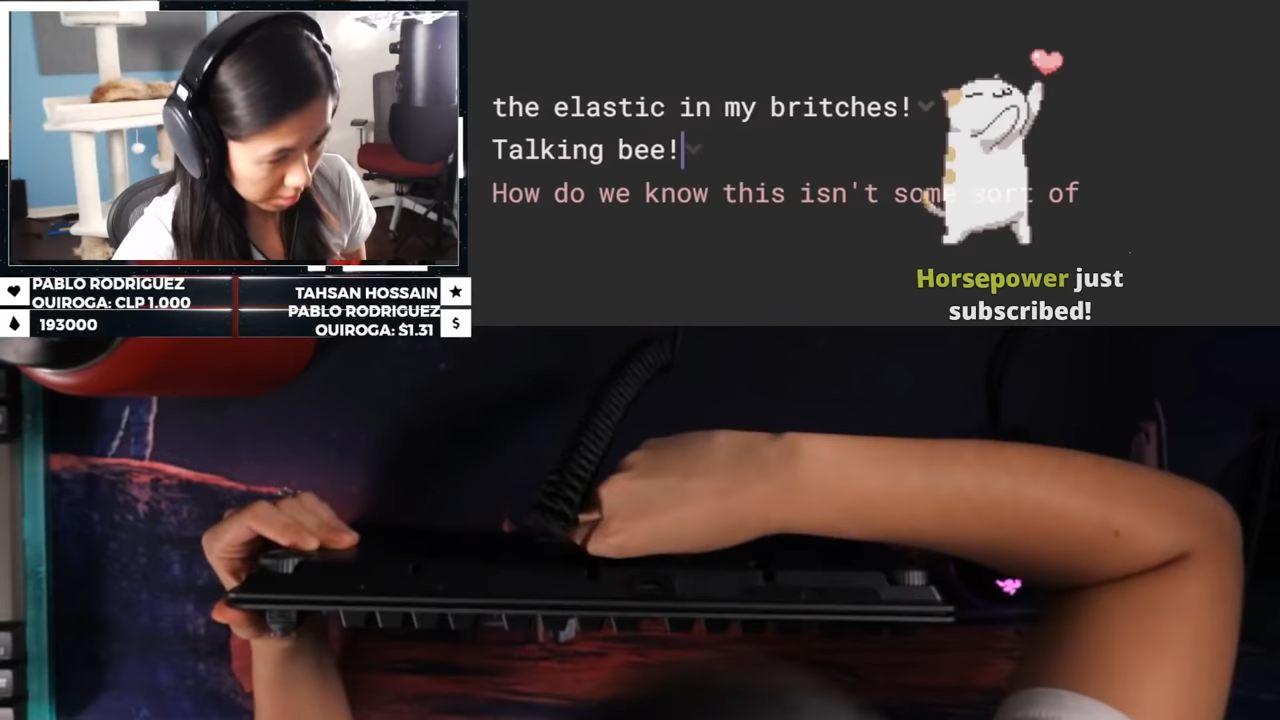 the elastic in my britches!
Talking bee!
How do we know this isn't some sort of
Horsepower just
subscribed!
PABLO RODRIGUEZ
QUIROGA: CLP 1.000
193000
TAHSAN HOSSAIN
PABLO RODRIGUEZ
QUIROGA: $1.31